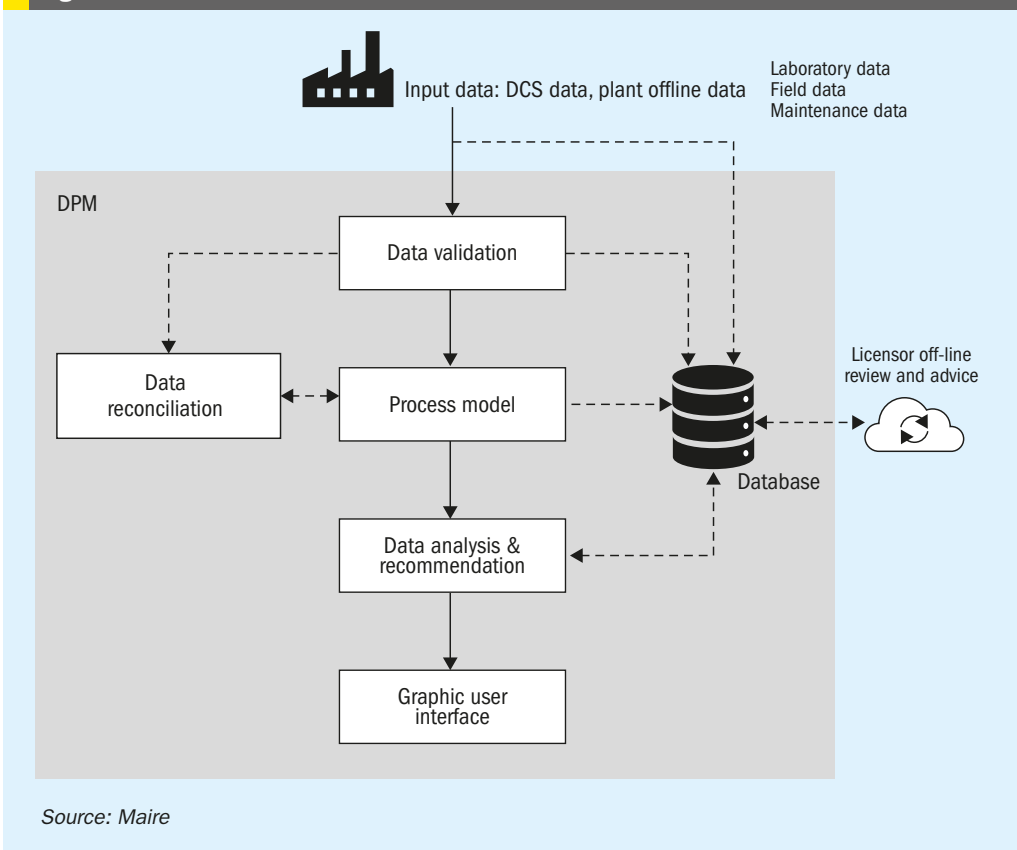 Input data: DCS data, plant offline data
Laboratory data
Field data
Maintenance data
DPM
Data validation
Data
reconciliation
Process model
Licensor off-line
review and advice
Database
Data analysis &
recommendation
Graphic user
interface
Source: Maire